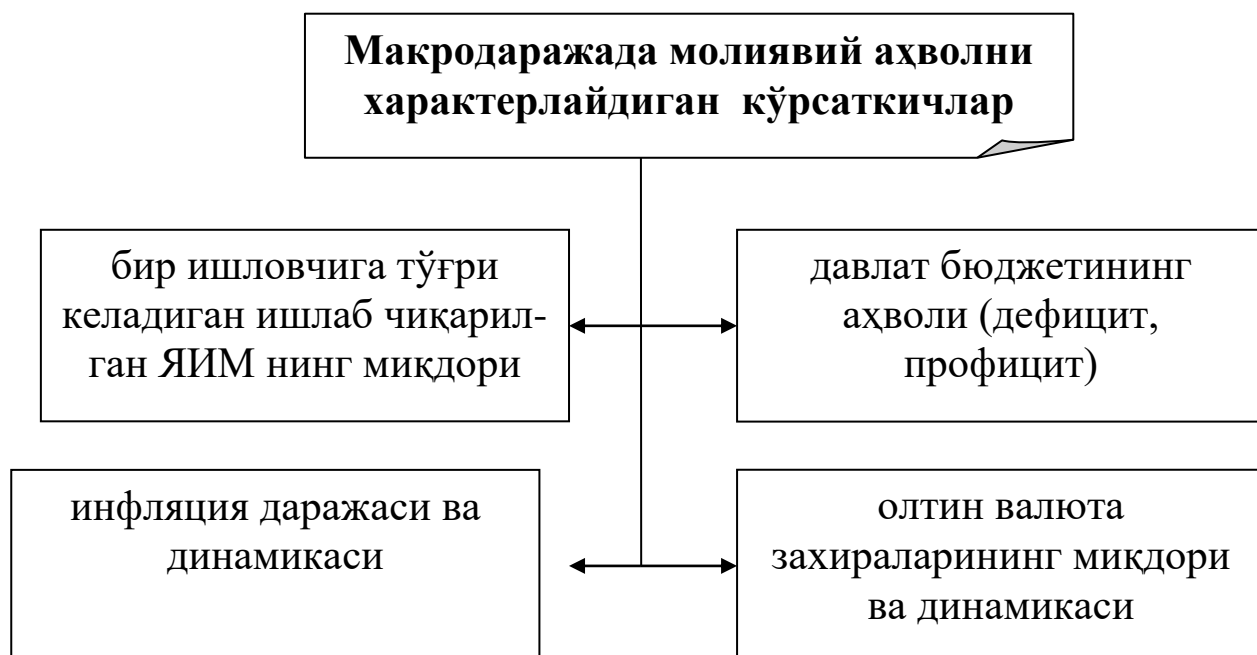 Макродаражада молиявий аҳволни
характерлайдиган кўрсаткичлар
бир ишловчига тўғри
келадиган ишлаб чиқарил-
ган ЯИМ нинг миқдори
давлат бюджетининг
аҳволи (дефицит,
профицит)
инфляция даражаси ва
динамикаси
олтин валюта
захираларининг миқдори
ва динамикаси